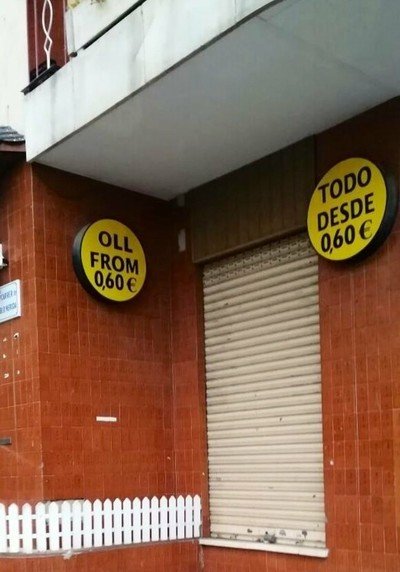 OLL
FROM
0,60 €
TODO
DESDE
0,60 €